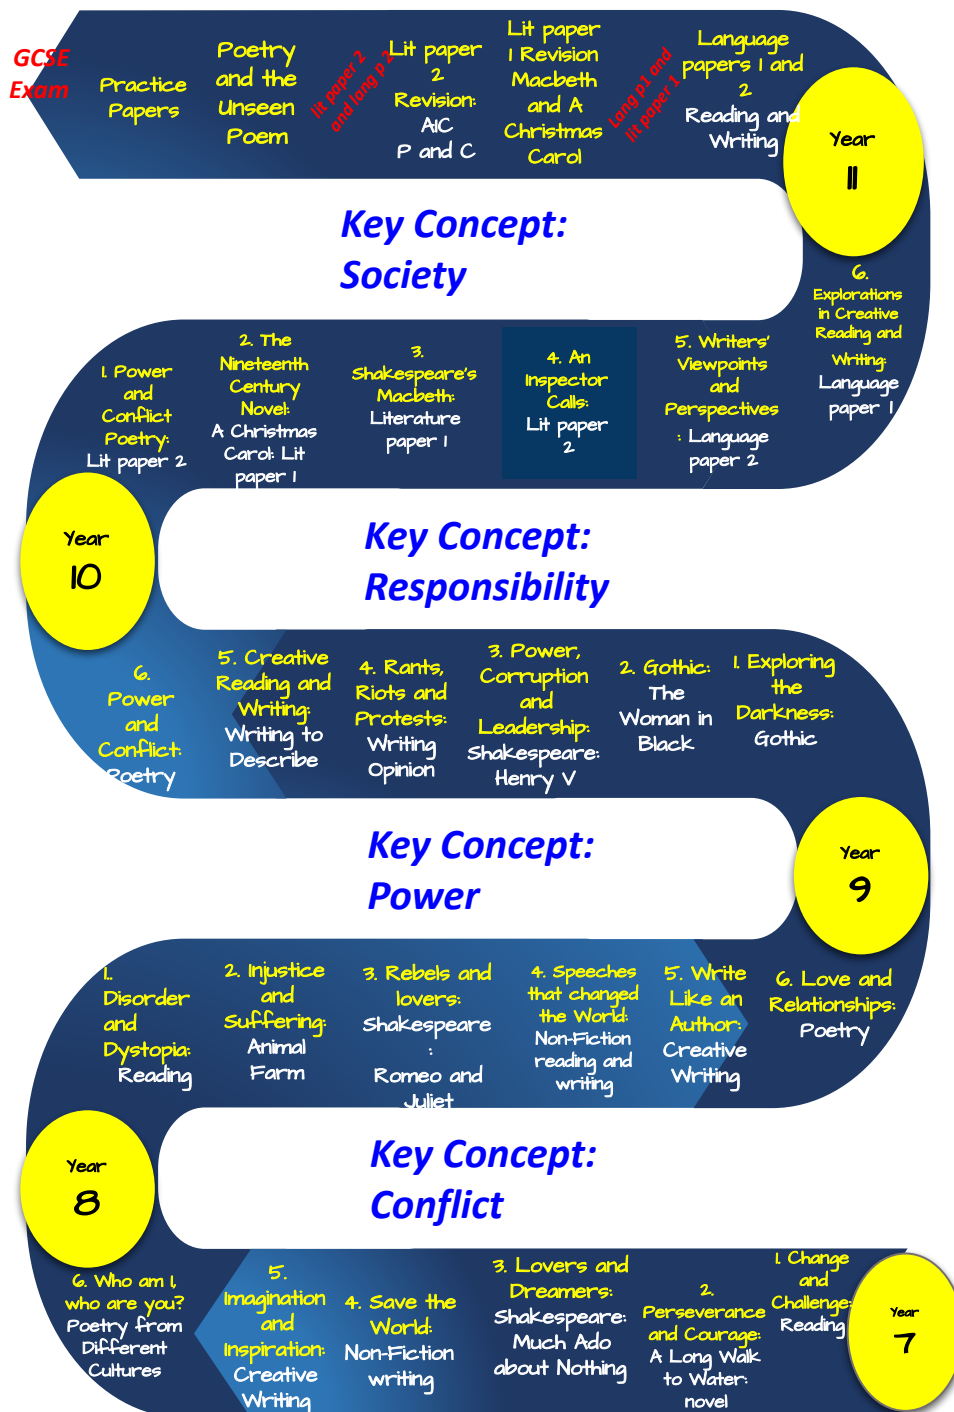 GCSE
Exam
Practice
Papers
Poetry
and the
Unseen
Poem
lit paper 2
and lang p 2
Lit paper
2
Revision:
AIC
P and C
Lit paper
1 Revision
Macbeth
and A
Christmas
Carol
Lang p1 and
lit paper 1
Language
papers 1 and
2
Reading and
Writing
Year
11
Key Concept:
Society
6.
Explorations
in Creative
Reading and
Writing:
Language
paper 1
1. Power
and
Conflict
Poetry:
Lit paper 2
2. The
Nineteenth
Century
Novel:
A Christmas
Carol: Lit
paper 1
3.
Shakespeare's
Macbeth:
Literature
paper 1
4. An
Inspector
Calls:
Lit paper
2
5. Writers'
Viewpoints
and
Perspectives
: Language
paper 2
Year
10
Key Concept:
Responsibility
6.
Power
and
Conflict:
Poetry
5. Creative
Reading and
Writing:
Writing to
Describe
4. Rants,
Riots and
Protests:
Writing
Opinion
3. Power,
Corruption
and
Leadership:
Shakespeare:
Henry V
2. Gothic:
The
Woman in
Black
1. Exploring
the
Darkness:
Gothic
Key Concept:
Power
Year
9
1..
Disorder
and
Dystopia:
Reading
2. Injustice
and
Suffering:
Animal
Farm
3. Rebels and
lovers:
Shakespeare
:
Romeo and
Juliet
4. Speeches
that changed
the World:
Non-Fiction
reading and
writing
5. Write
Like an
Author:
Creative
Writing
6. Love and
Relationships:
Poetry
Year
8
Key Concept:
Conflict
6. Who am I,
who are you?
Poetry from
Different
Cultures
5.
Imagination
and
Inspiration:
Creative
Writing
4. Save the
World:
Non-Fiction
writing
3. Lovers and
Dreamers:
Shakespeare:
Much Ado
about Nothing
2.
Perseverance
and Courage:
A Long Walk
to Water:
novel
1. Change
and
Challenge:
Reading
Year
7